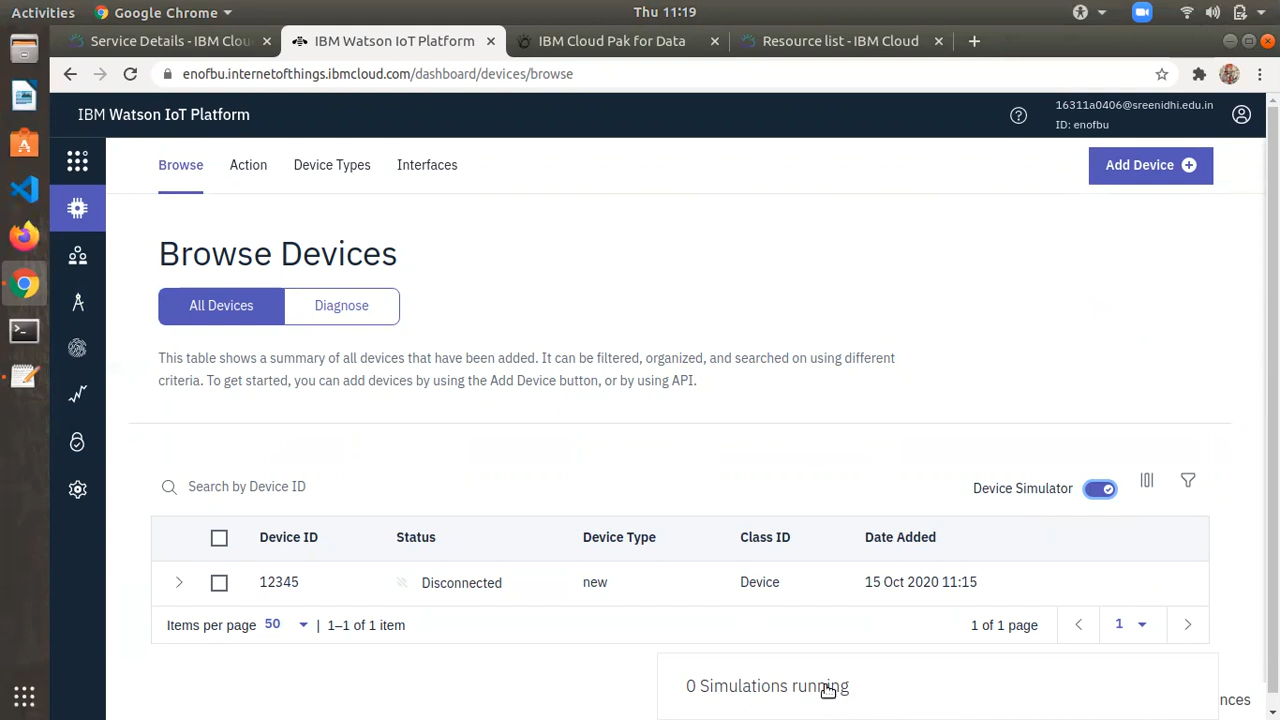 Activities
Google Chrome
Thu 11:19
Service Details - IBM Clou
IBM Watson IoT Platform
IBM Cloud Pak for Data
Resource list - IBM Cloud
enofbu.internetofthings.ibmcloud.com/dashboard/devices/browse
IBM Watson IoT Platform
16311a0406@sreenidhi.edu.in
ID: enofbu
Browse
Action
Device Types
Interfaces
Add Device
Browse Devices
All Devices
Diagnose
This table shows a summary of all devices that have been added. It can be filtered, organized, and searched on using different
criteria. To get started, you can add devices by using the Add Device button, or by using API.
Search by Device ID
Device Simulator
Device ID Status Device Type Class ID Date Added
12345 Disconnected new Device 15 Oct 2020 11:15
Items per page 50 | 1–1 of 1 item
1 of 1 page
1
0 Simulations running
nces